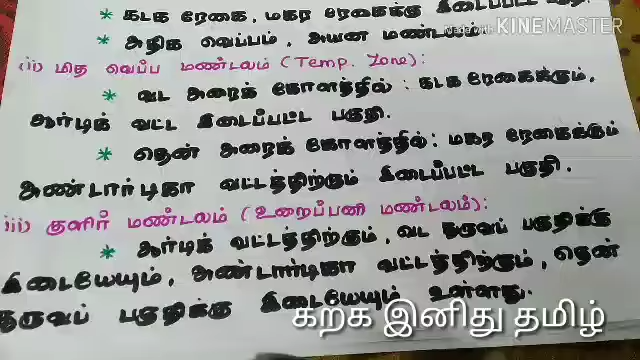 * கடக ரேகை, மகர ரேகைக்கு இடைப்பட்ட
Made with KINEMASTER
* அதிக வெப்பம், அயன மண்டலம்
(ii) மித வெப்ப மண்டலம் (Temp. Zone):
* வட அரைக் கோளத்தில் : கடக ரேகைக்கும்,
ஆர்டிக் வட்ட இடைப்பட்ட பகுதி.
* தென் அரைக் கோளத்தில் : மகர ரேகைக்கும்
அண்டார்டிகா வட்டத்திற்கும் இடைப்பட்ட பகுதி.
iii) குளிர் மண்டலம் (உறைப்பனி மண்டலம்):
* ஆர்டிக் வட்டத்திற்கும், வட துருவப் பகுதிக்கு
இடையேயும், அண்டார்டிகா வட்டத்திற்கும், தென்
துருவப் பகுதிக்கு இடையேயும் உள்ளது.
கற்க இனிது தமிழ்